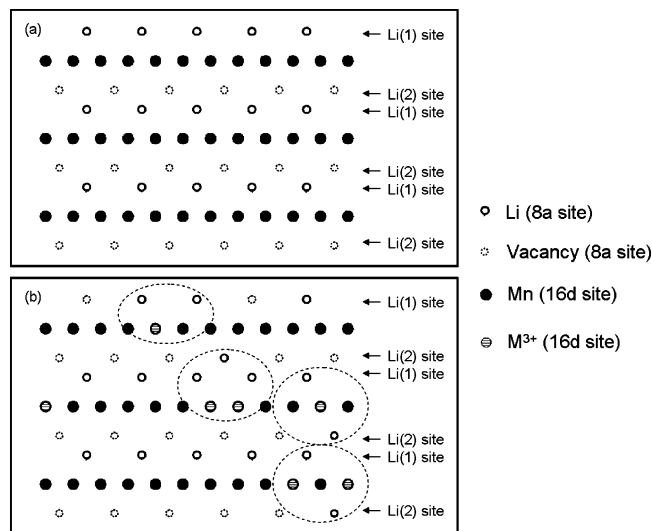 (a)
Li(1) site
Li(2) site
Li(1) site
Li(2) site
Li(1) site
Li(2) site
Li (8a site)
Vacancy (8a site)
Mn (16d site)
M³⁺ (16d site)
(b)
Li(1) site
Li(2) site
Li(1) site
Li(2) site
Li(1) site
Li(2) site